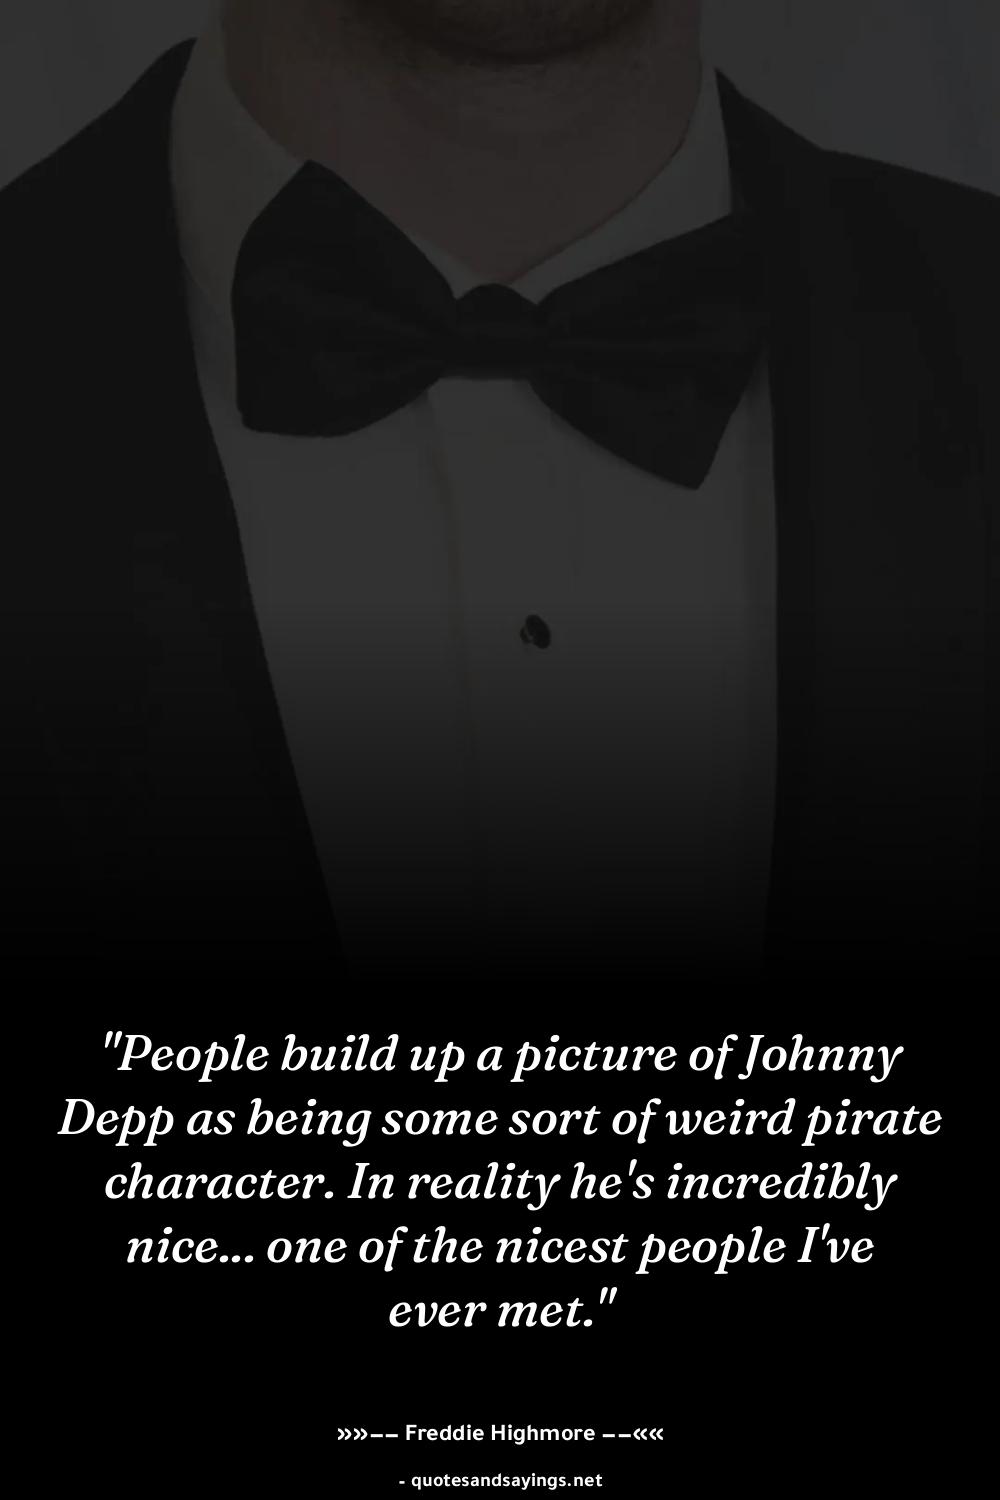 "People build up a picture of Johnny
Depp as being some sort of weird pirate
character. In reality he's incredibly
nice... one of the nicest people I've
ever met."
»»−− Freddie Highmore −−««
- quotesandsayings.net